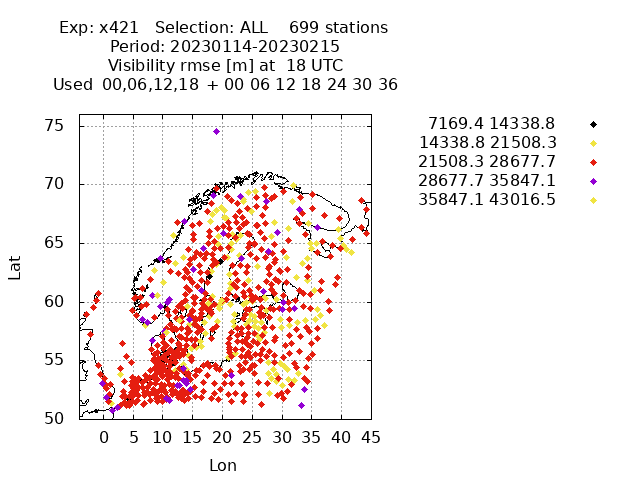 Exp: x421 Selection: ALL 699 stations
Period: 20230114-20230215
Visibility rmse [m] at 18 UTC
Used 00,06,12,18 + 00 06 12 18 24 30 36
7169.4 14338.8
14338.8 21508.3
21508.3 28677.7
28677.7 35847.1
35847.1 43016.5
75
70
65
60
55
50
Lat
0 5 10 15 20 25 30 35 40 45
Lon